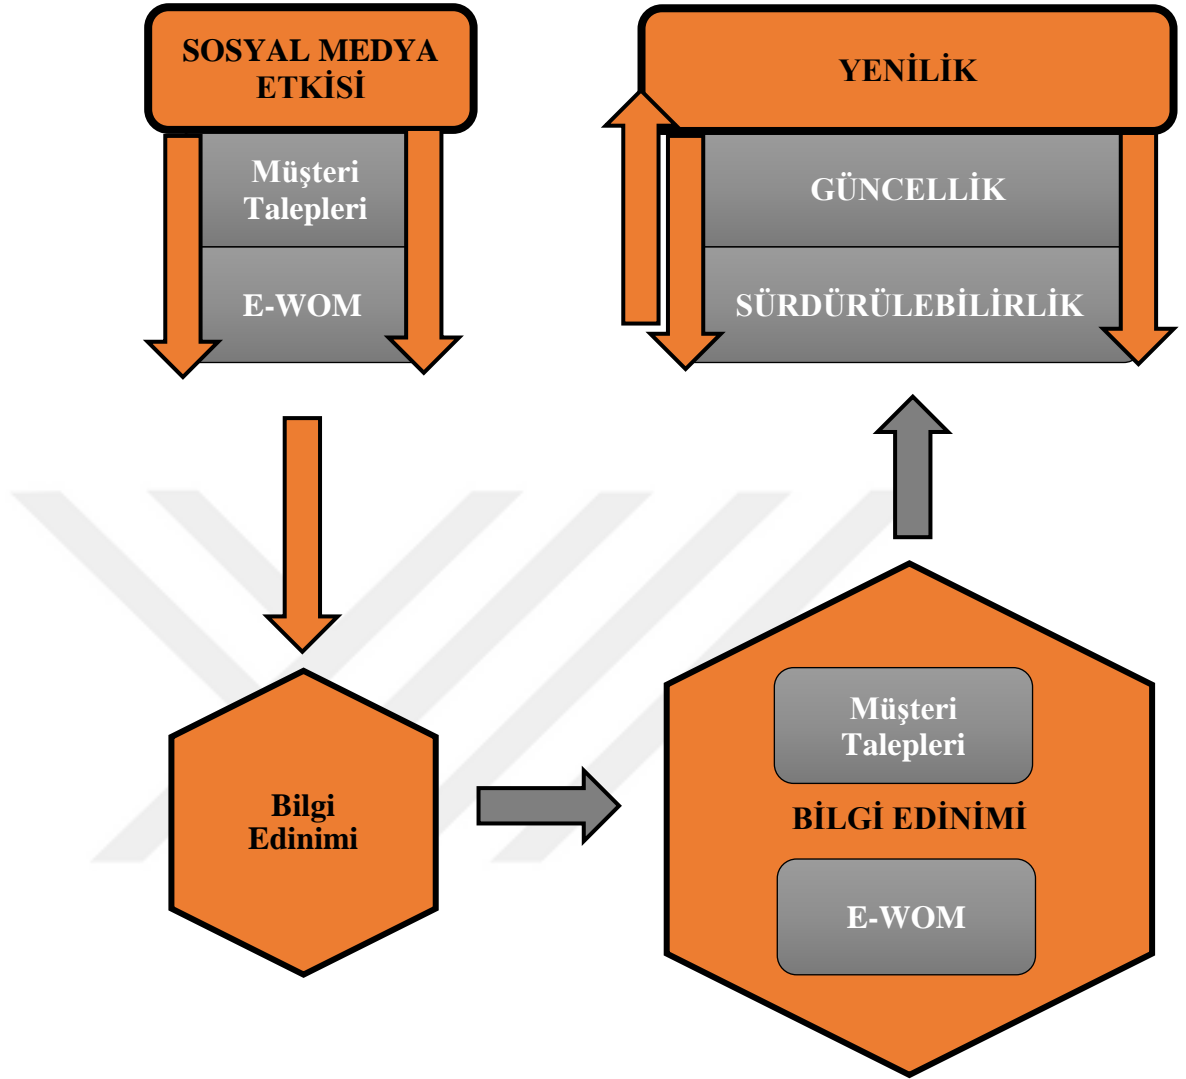 SOSYAL MEDYA
ETKİSİ
Müşteri
Talepleri
E-WOM
YENİLİK
GÜNCELLİK
SÜRDÜRÜLEBİLİRLİK
Bilgi
Edinimi
Müşteri
Talepleri
BİLGİ EDİNİMİ
E-WOM